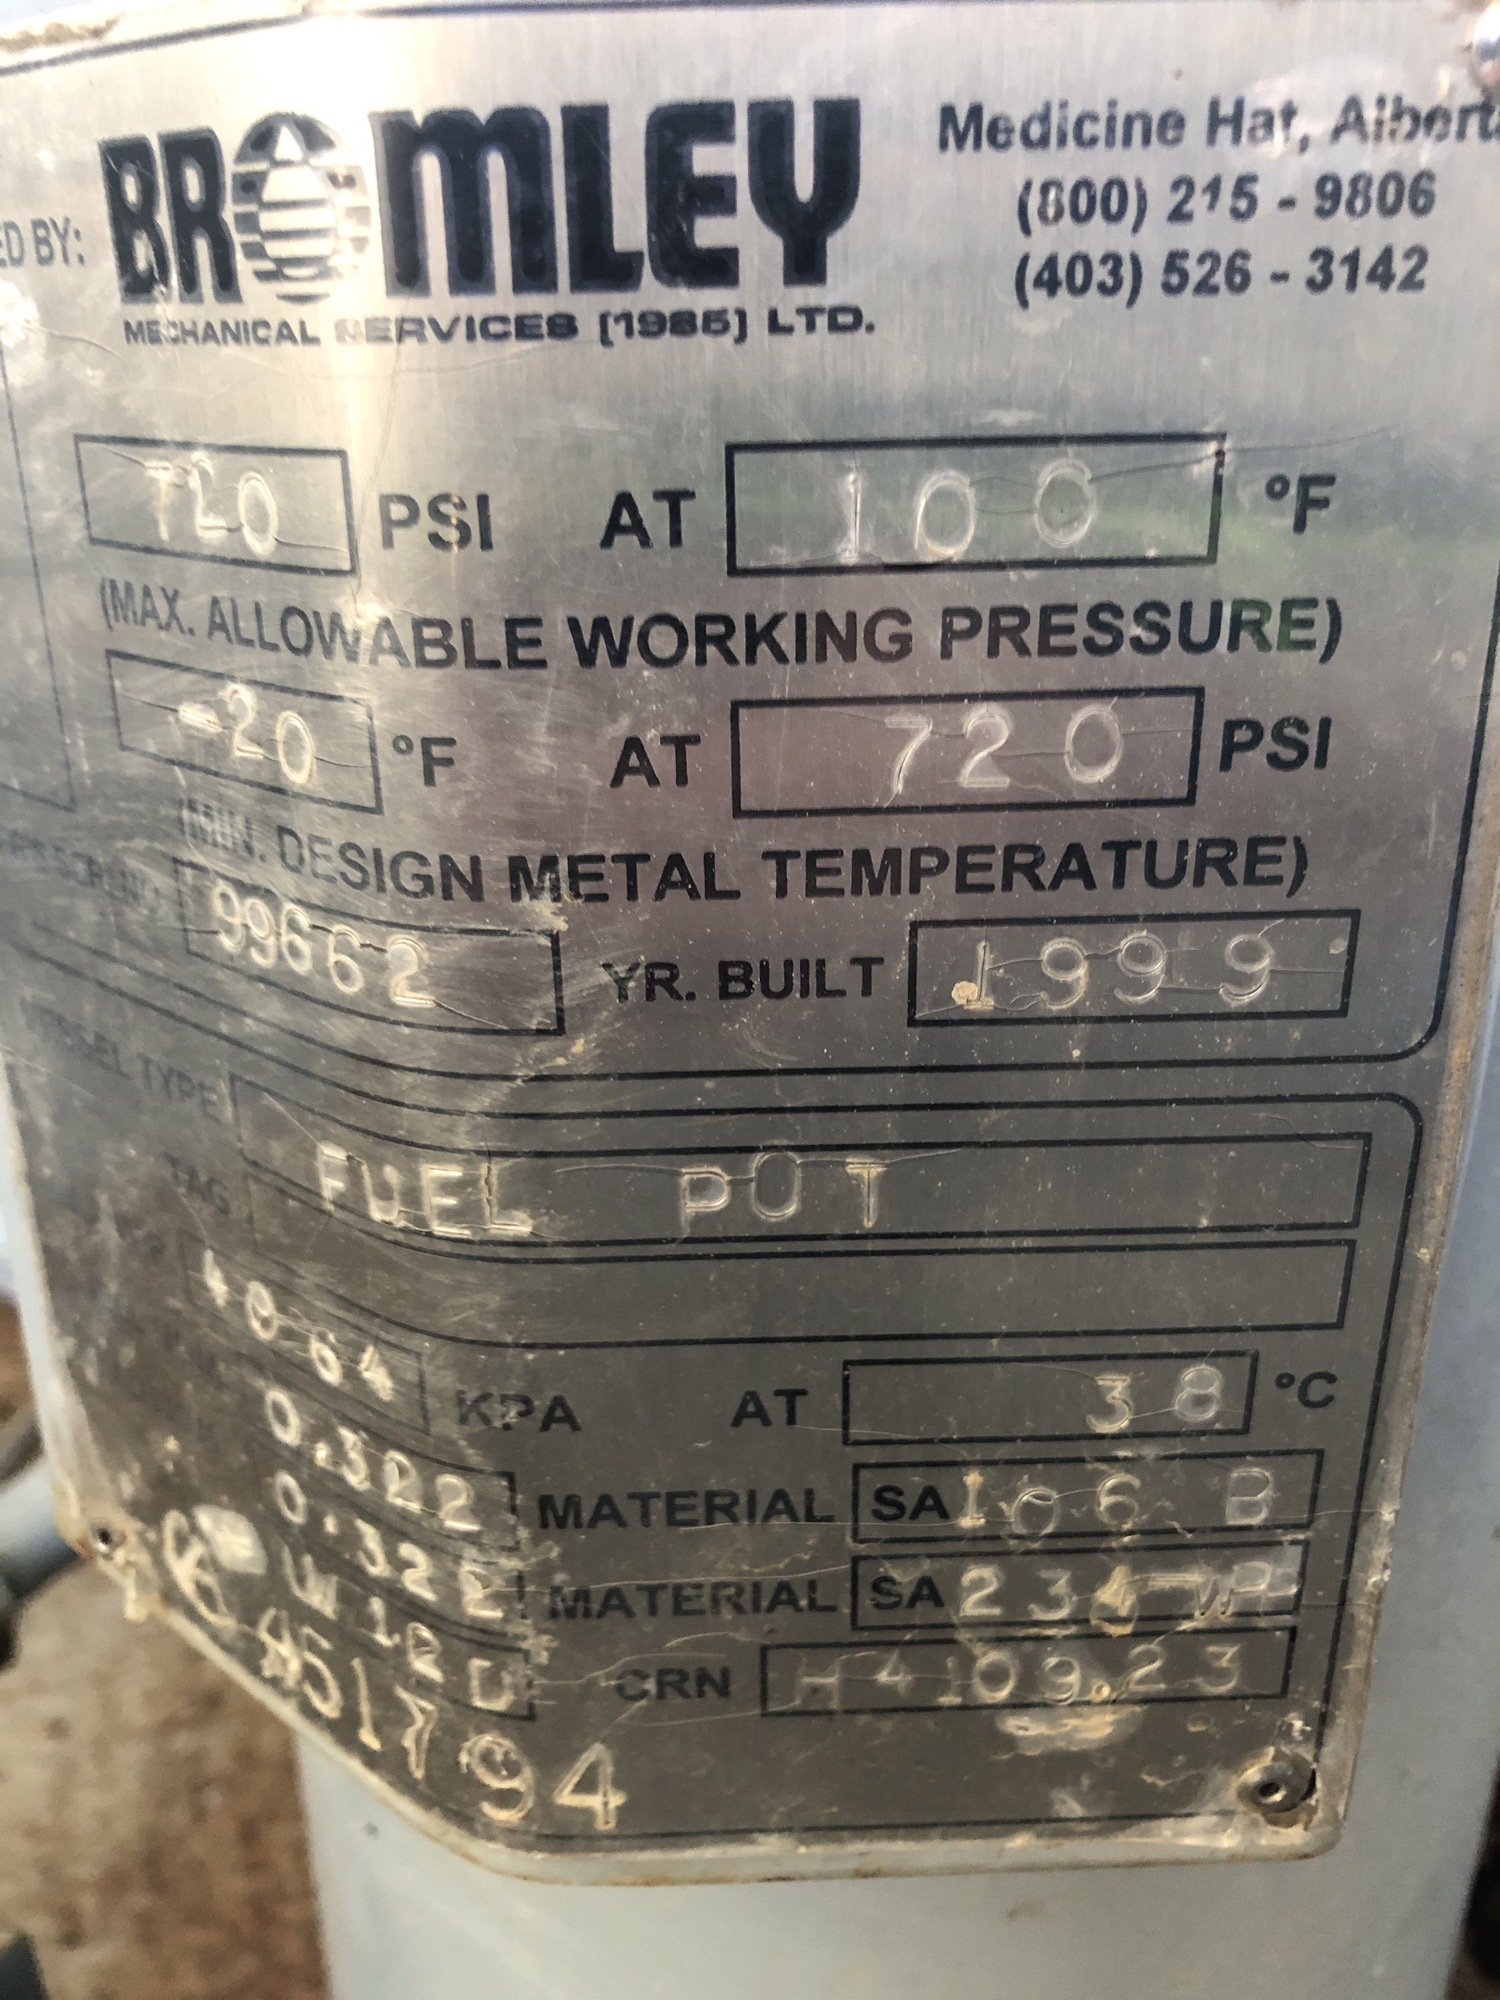 ED BY: BROMLEY Medicine Hat, Alberta
MECHANICAL SERVICES [1985] LTD. (800) 215 - 9806
(403) 526 - 3142
720 PSI AT 100 °F
(MAX. ALLOWABLE WORKING PRESSURE)
-20 °F AT 720 PSI
(MIN. DESIGN METAL TEMPERATURE)
99662 YR. BUILT 1999
VESSEL TYPE FUEL POT
TAG
4964 KPA AT 38 °C
0.322 MATERIAL SA 106 B
0.322 MATERIAL SA 234 WPB
CRN H4109.23
451794